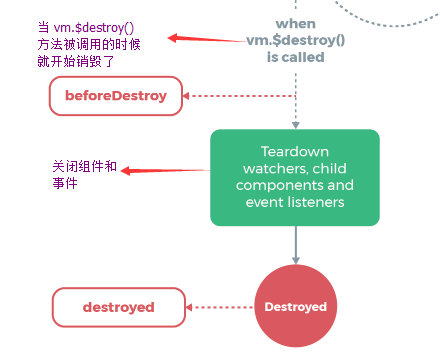 当 vm.$destroy()
方法被调用的时候
就开始销毁了
when
vm.$destroy()
is called
beforeDestroy
Teardown
watchers, child
components and
event listeners
关闭组件和
事件
Destroyed
destroyed